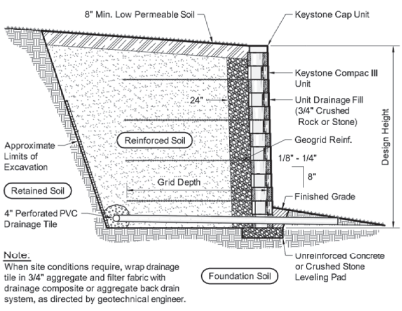 8" Min. Low Permeable Soil
Keystone Cap Unit
Keystone Compac III
Unit
24"
Unit Drainage Fill
(3/4" Crushed
Rock or Stone)
Reinforced Soil
Geogrid Reinf.
Design Height
Approximate
Limits of
Excavation
1/8" - 1/4"
8"
Retained Soil
Grid Depth
Finished Grade
4" Perforated PVC
Drainage Tile
Unreinforced Concrete
or Crushed Stone
Leveling Pad
Foundation Soil
Note:
When site conditions require, wrap drainage
tile in 3/4" aggregate and filter fabric with
drainage composite or aggregate back drain
system, as directed by geotechnical engineer.